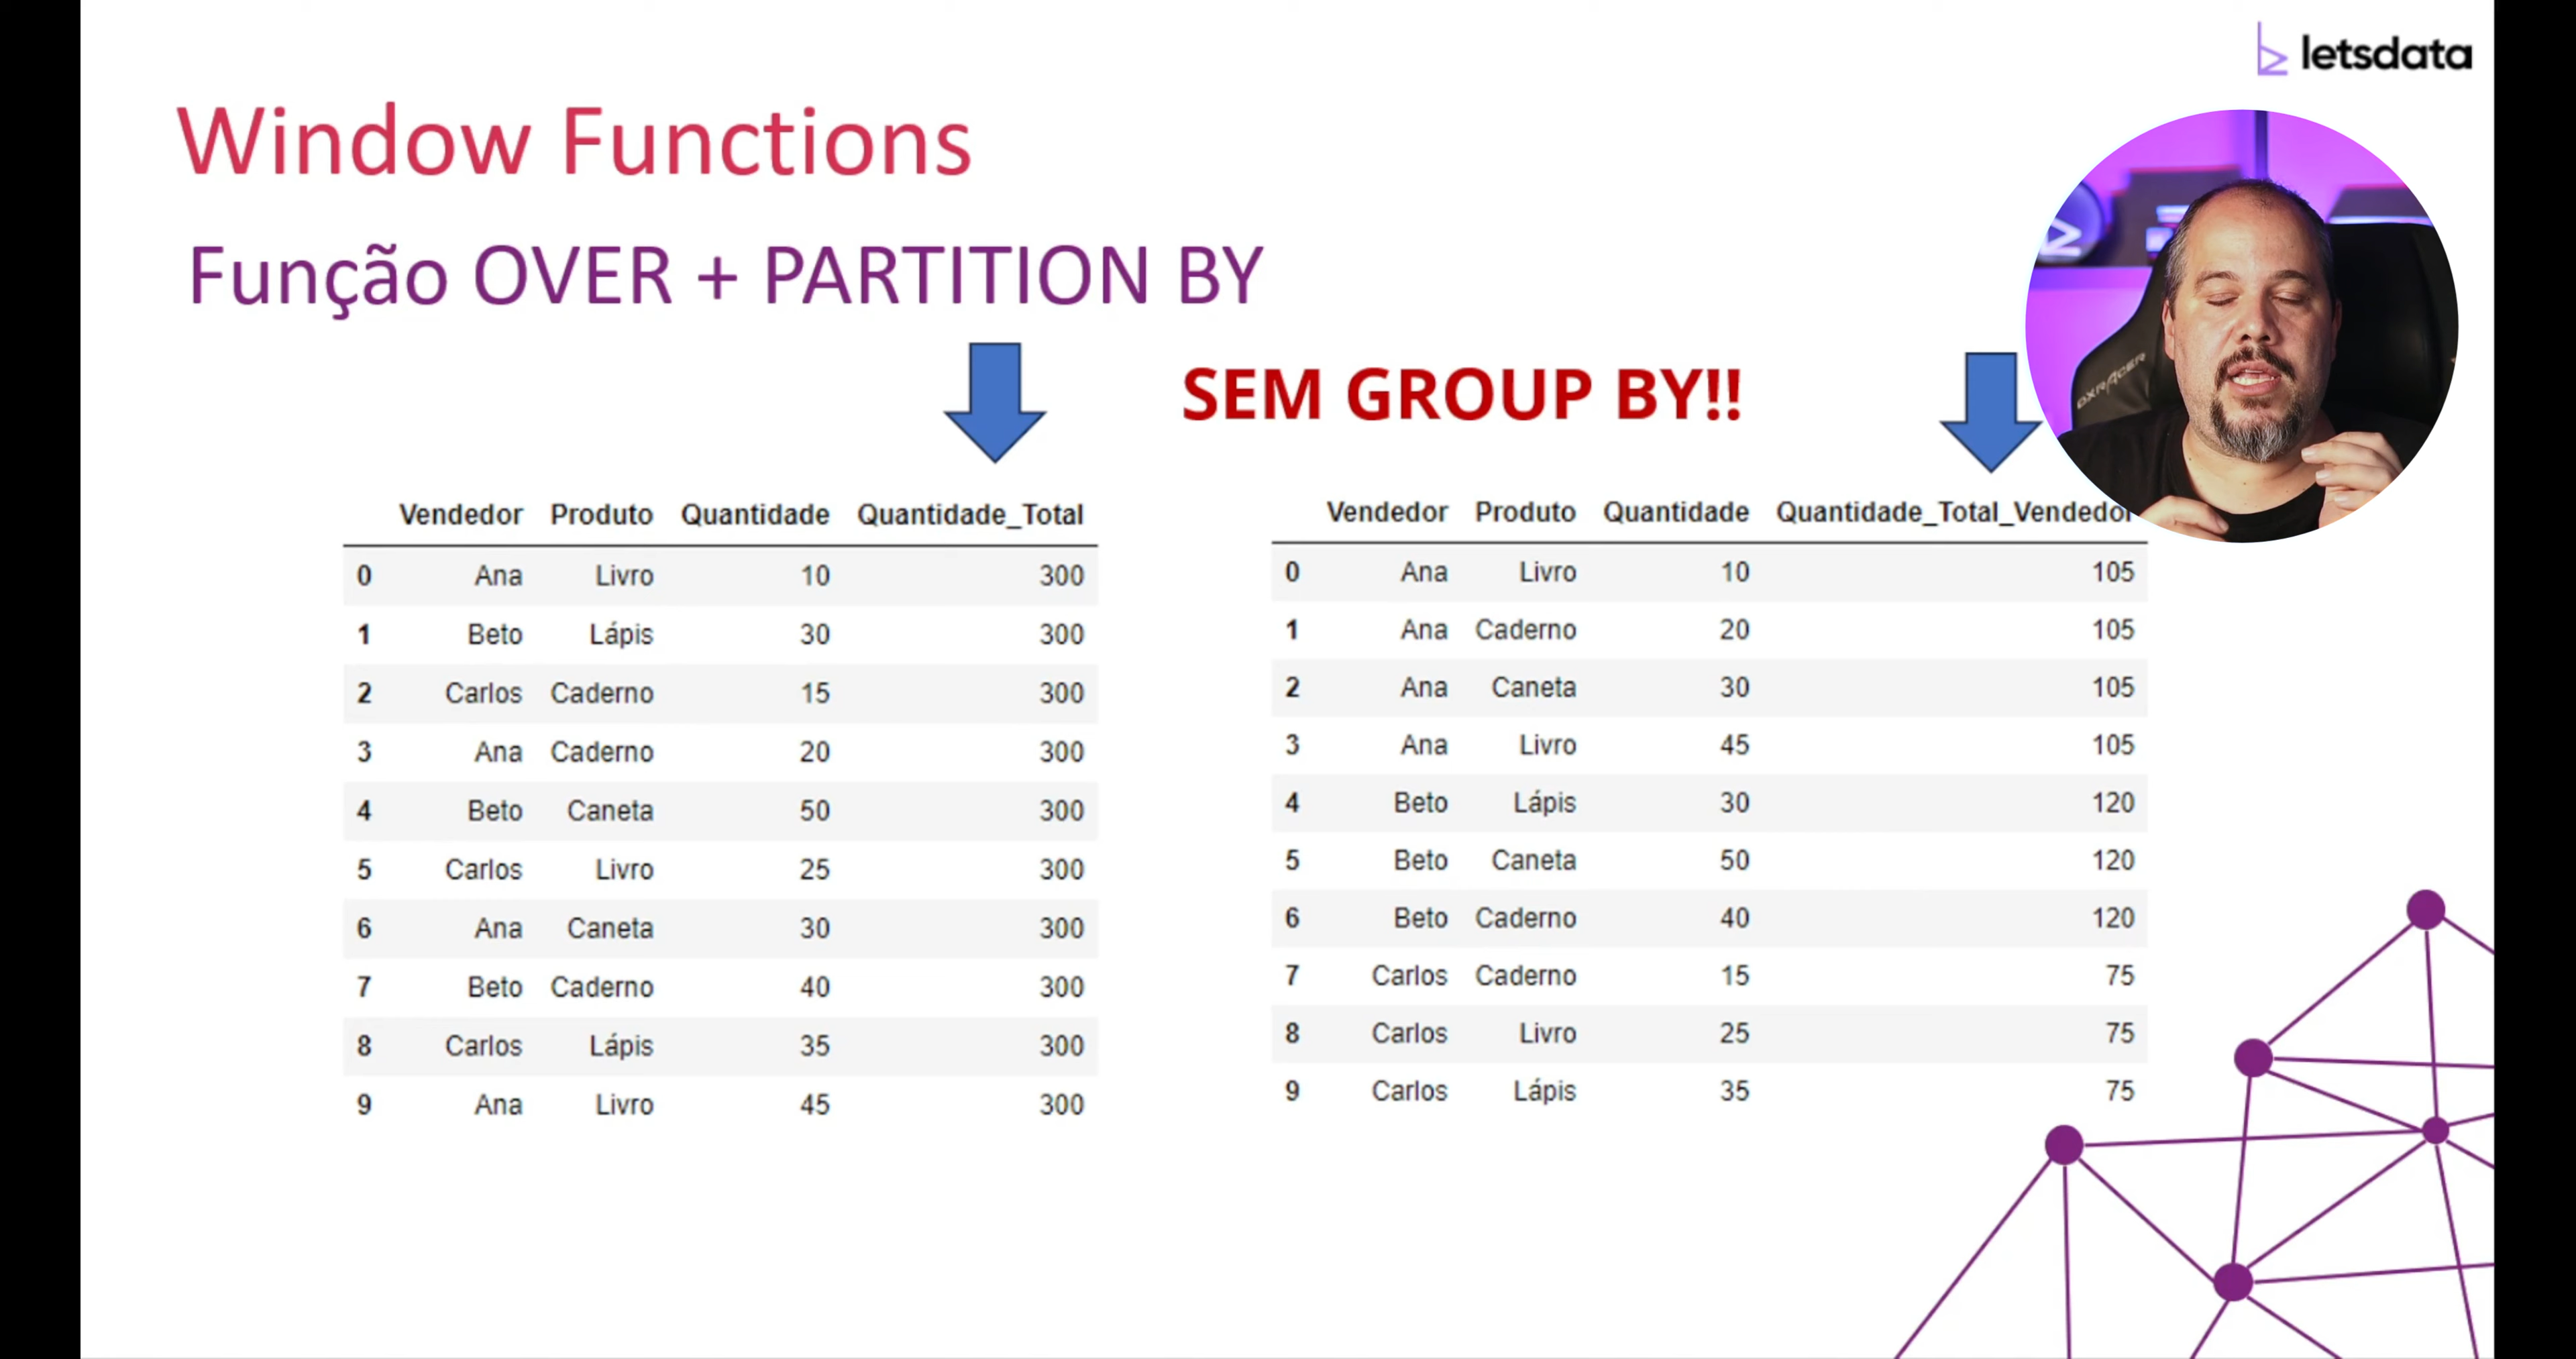 letsdata
Window Functions
Função OVER + PARTITION BY
SEM GROUP BY!!
Vendedor Produto Quantidade Quantidade_Total
0 Ana Livro 10 300
1 Beto Lápis 30 300
2 Carlos Caderno 15 300
3 Ana Caderno 20 300
4 Beto Caneta 50 300
5 Carlos Livro 25 300
6 Ana Caneta 30 300
7 Beto Caderno 40 300
8 Carlos Lápis 35 300
9 Ana Livro 45 300
Vendedor Produto Quantidade Quantidade_Total_Vendedor
0 Ana Livro 10 105
1 Ana Caderno 20 105
2 Ana Caneta 30 105
3 Ana Livro 45 105
4 Beto Lápis 30 120
5 Beto Caneta 50 120
6 Beto Caderno 40 120
7 Carlos Caderno 15 75
8 Carlos Livro 25 75
9 Carlos Lápis 35 75
DXRACER